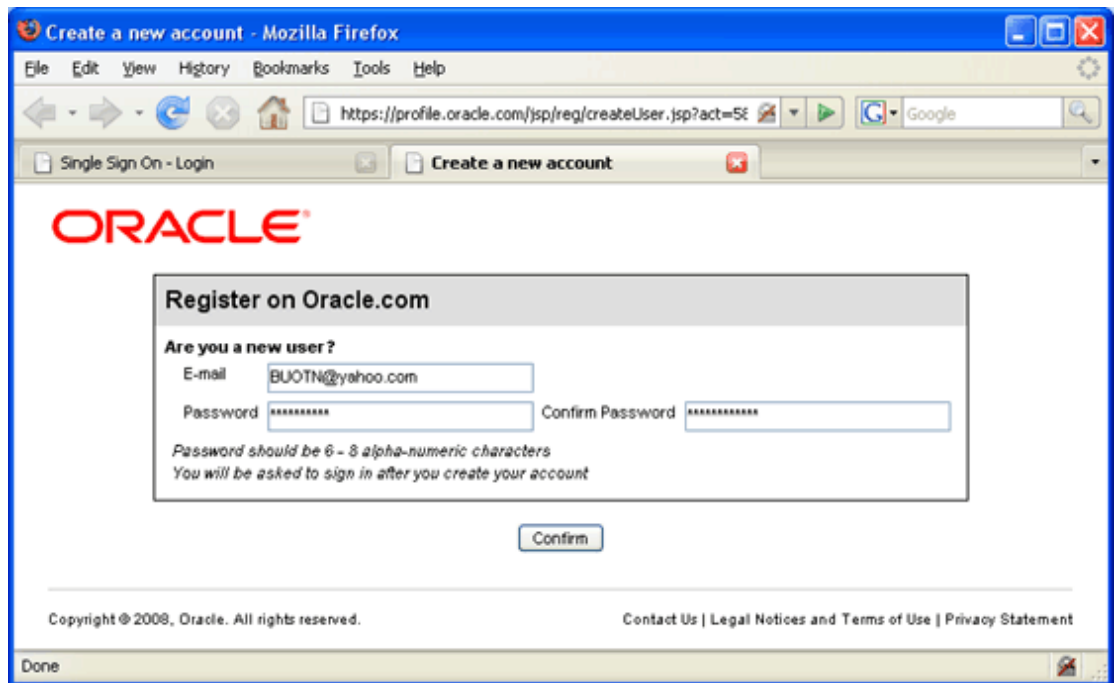 Create a new account - Mozilla Firefox
File Edit View History Bookmarks Tools Help
https://profile.oracle.com/jsp/reg/createUser.jsp?act=58 Google
Single Sign On - Login Create a new account
ORACLE
Register on Oracle.com
Are you a new user?
E-mail BUOTN@yahoo.com
Password ********** Confirm Password ************
Password should be 6 - 8 alpha-numeric characters
You will be asked to sign in after you create your account
Confirm
Copyright © 2008, Oracle. All rights reserved. Contact Us | Legal Notices and Terms of Use | Privacy Statement
Done